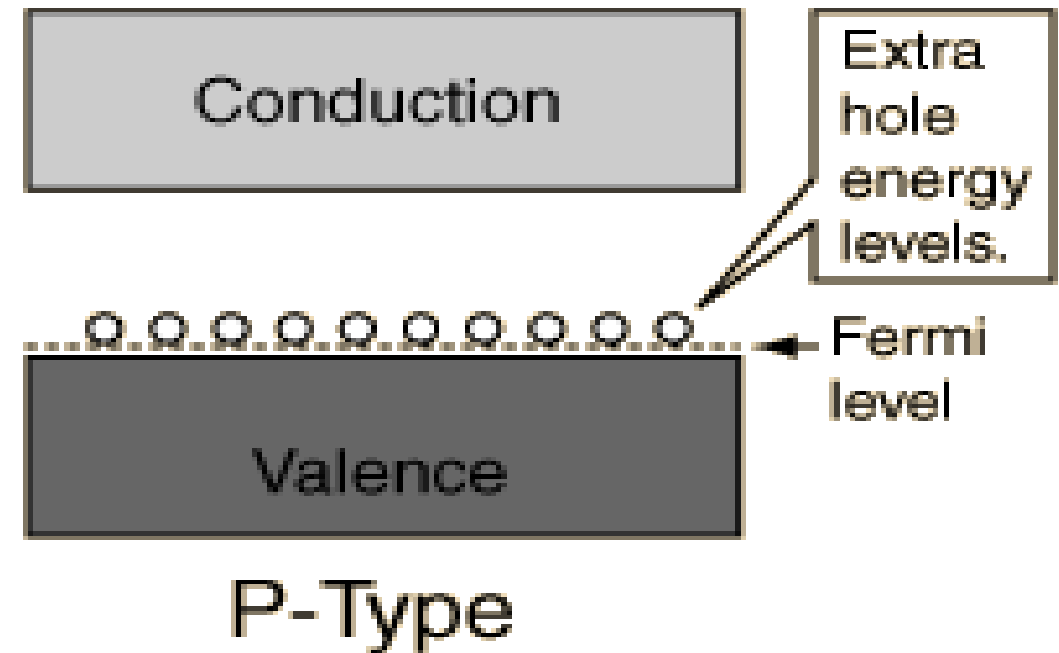 Conduction
Extra
hole
energy
levels.
Fermi
level
Valence
P-Type